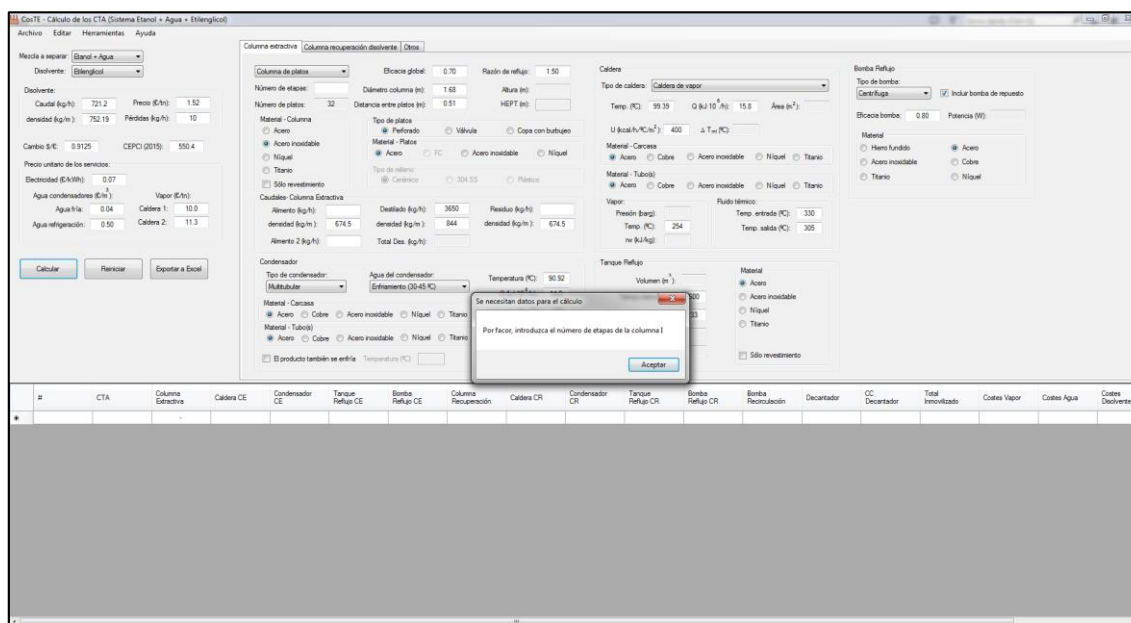 CosTE - Cálculo de los CTA (Sistema Etanol + Agua + Etilenglicol)
Archivo Editar Herramientas Ayuda
Mezcla a separar: Etanol + Agua
Disolvente: Etilenglicol
Disolvente:
Caudal (kg/h): 721.2 Precio (€/tn): 1.52
densidad (kg/m ): 752.19 Pérdidas (kg/h): 10
Cambio $/€: 0.9125 CEPCI (2015): 550.4
Precio unitario de los servicios:
Electricidad (€/kWh): 0.07
Agua condensadores (€/m3): Vapor (€/tn):
Agua fría: 0.04 Caldera 1: 10.0
Agua refrigeración: 0.50 Caldera 2: 11.3
Calcular Reiniciar Exportar a Excel
Columna extractiva Columna recuperación disolvente Otros
Columna de platos Eficacia global: 0.70 Razón de reflujo: 1.50
Número de etapas: Diámetro columna (m): 1.68 Altura (m):
Número de platos: 32 Distancia entre platos (m): 0.51 HEPT (m):
Material - Columna
Acero
Acero inoxidable
Níquel
Titanio
Sólo revestimiento
Tipo de platos
Perforado Válvula Copa con burbujeo
Material - Platos
Acero FC Acero inoxidable Níquel
Tipo de relleno
Cerámico 304 SS Plástico
Caudales- Columna Extractiva
Alimento (kg/h): Destilado (kg/h): 3650 Residuo (kg/h):
densidad (kg/m ): 674.5 densidad (kg/m ): 844 densidad (kg/m ): 674.5
Alimento 2 (kg/h): Total Des. (kg/h):
Condensador
Tipo de condensador: Agua del condensador: Temperatura (ºC): 90.92
Multitubular Enfriamiento (30-45 ºC)
Material - Carcasa
Acero Cobre Acero inoxidable Níquel Titanio
Material - Tubo(s)
Acero Cobre Acero inoxidable Níquel Titanio
El producto también se enfría Temperatura (ºC):
Caldera
Tipo de caldera: Caldera de vapor
Temp. (ºC): 99.39 Q (kJ·10^6/h): 15.8 Área (m2):
U (kcal/h/ºC/m2): 400 Δ Tml (ºC):
Material - Carcasa
Acero Cobre Acero inoxidable Níquel Titanio
Material - Tubo(s)
Acero Cobre Acero inoxidable Níquel Titanio
Vapor: Fluido térmico:
Presión (barg): Temp. entrada (ºC): 330
Temp. (ºC): 254 Temp. salida (ºC): 305
rw (kJ/kg):
Tanque Reflujo
Volumen (m ):
Material
Acero
Acero inoxidable
Níquel
Titanio
Sólo revestimiento
Bomba Reflujo
Tipo de bomba:
Centrífuga Incluir bomba de repuesto
Eficacia bomba: 0.80 Potencia (W):
Material
Hierro fundido Acero
Acero inoxidable Cobre
Titanio Níquel
Se necesitan datos para el cálculo
Por facor, introduzca el número de etapas de la columna I
Aceptar
# CTA Columna Extractiva Caldera CE Condensador CE Tanque Reflujo CE Bomba Reflujo CE Columna Recuperación Caldera CR Condensador CR Tanque Reflujo CR Bomba Reflujo CR Bomba Recirculación Decantador CC Decantador Total Inmovilizado Costes Vapor Costes Agua Costes Disolvente